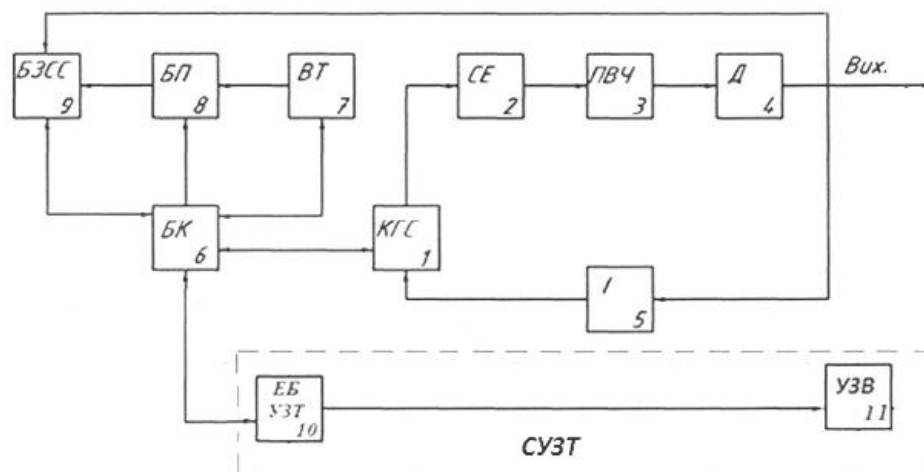 БЗСС
9
БП
8
ВТ
7
СЕ
2
ПВЧ
3
Д
4
Вих.
БК
6
КГС
1
І
5
ЕБ
УЗТ
10
УЗВ
11
СУЗТ